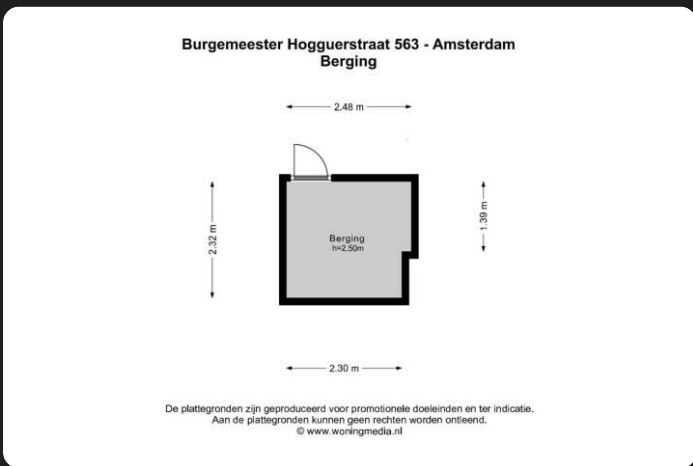 Burgemeester Hogguerstraat 563 - Amsterdam
Berging
2.48 m
2.32 m
1.39 m
Berging
h=2,50m
2.30 m
De plattegronden zijn geproduceerd voor promotionele doeleinden en ter indicatie.
Aan de plattegronden kunnen geen rechten worden ontleend.
© www.woningmedia.nl